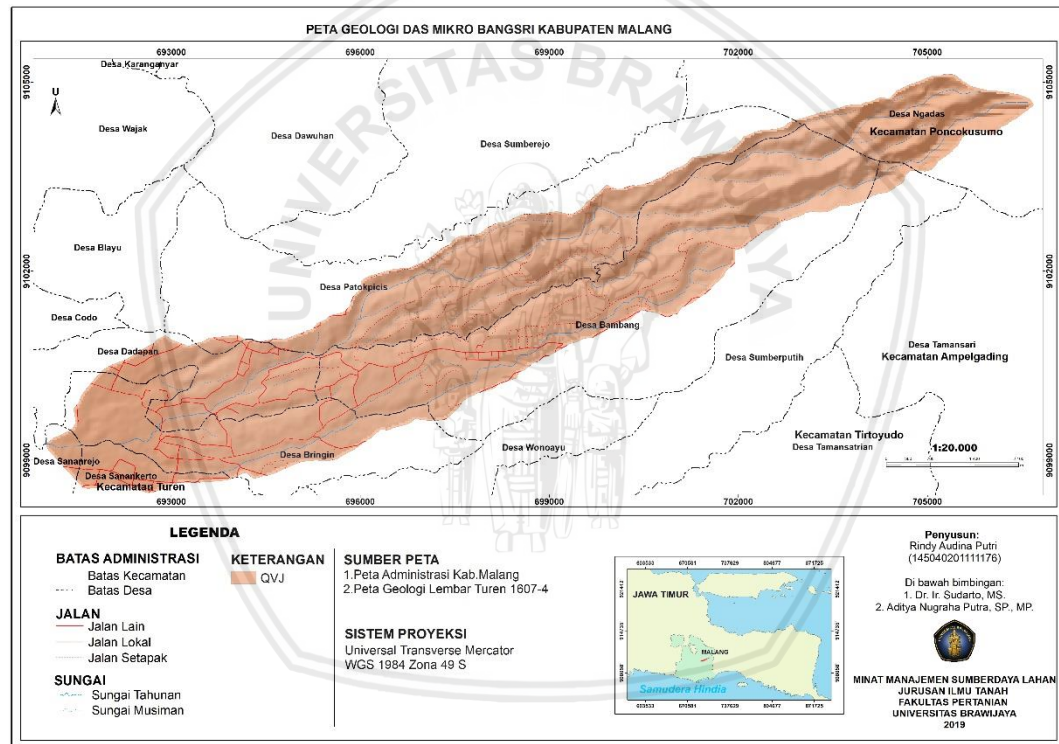 PETA GEOLOGI DAS MIKRO BANGSRI KABUPATEN MALANG
693000 696000 699000 702000 705000
Desa Karanganyar
9105000
9105000
U
UNIVERSITAS BRAWIJAYA
Desa Wajak
Desa Dawuhan
Desa Sumberejo
Desa Ngadas
Kecamatan Poncokusumo
Desa Blayu
9102000
9102000
Desa Patokpicis
Desa Codo
Desa Bambang
Desa Dadapan
Desa Sumberputih
Desa Tamansari
Kecamatan Ampelgading
Kecamatan Tirtoyudo
Desa Tamansatrian
Desa Wonoayu
1:20.000
Desa Bringin
9099000
9099000
Desa Sananrejo
Desa Sanankerto
Kecamatan Turen
693000 696000 699000 702000 705000
LEGENDA
BATAS ADMINISTRASI
Batas Kecamatan
Batas Desa
JALAN
Jalan Lain
Jalan Lokal
Jalan Setapak
SUNGAI
Sungai Tahunan
Sungai Musiman
KETERANGAN
QVJ
SUMBER PETA
1.Peta Administrasi Kab.Malang
2.Peta Geologi Lembar Turen 1607-4
SISTEM PROYEKSI
Universal Transverse Mercator
WGS 1984 Zona 49 S
JAWA TIMUR
MALANG
Samudera Hindia
Penyusun:
Rindy Audina Putri
(145040201111176)
Di bawah bimbingan:
1. Dr. Ir. Sudarto, MS.
2. Aditya Nugraha Putra, SP., MP.
MINAT MANAJEMEN SUMBERDAYA LAHAN
JURUSAN ILMU TANAH
FAKULTAS PERTANIAN
UNIVERSITAS BRAWIJAYA
2019